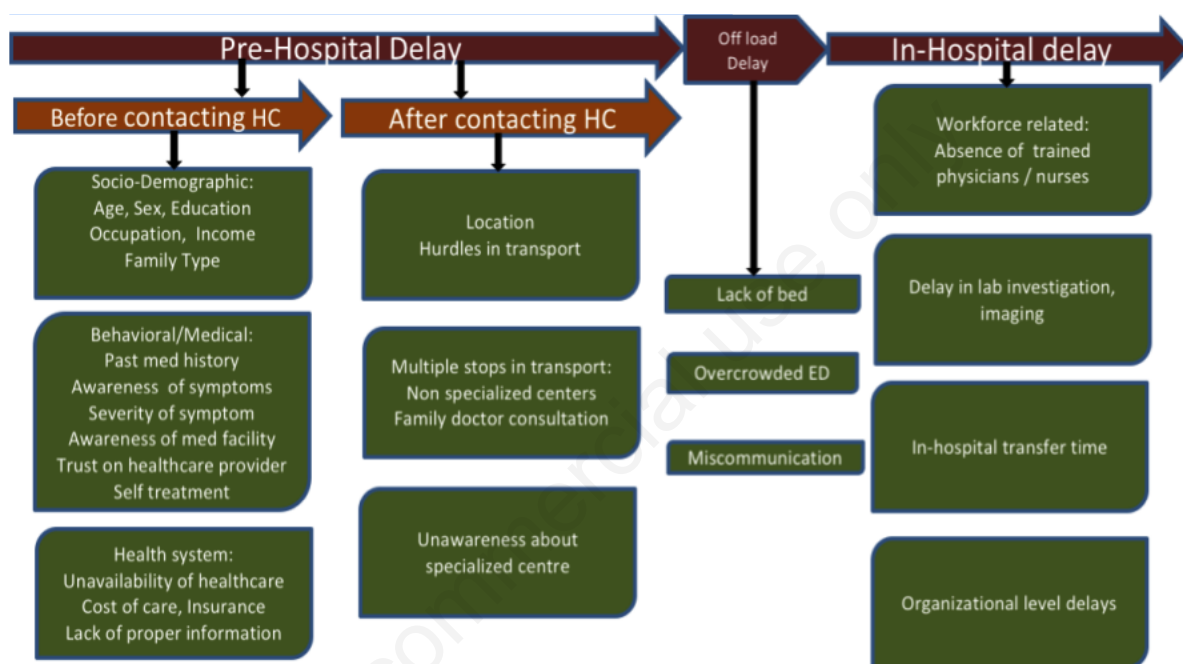 Pre-Hospital Delay
Off load
Delay
In-Hospital delay
Before contacting HC
After contacting HC
Socio-Demographic:
Age, Sex, Education
Occupation, Income
Family Type
Behavioral/Medical:
Past med history
Awareness of symptoms
Severity of symptom
Awareness of med facility
Trust on healthcare provider
Self treatment
Health system:
Unavailability of healthcare
Cost of care, Insurance
Lack of proper information
Location
Hurdles in transport
Multiple stops in transport:
Non specialized centers
Family doctor consultation
Unawareness about
specialized centre
Lack of bed
Overcrowded ED
Miscommunication
Workforce related:
Absence of trained
physicians / nurses
Delay in lab investigation,
imaging
In-hospital transfer time
Organizational level delays
commercial use only